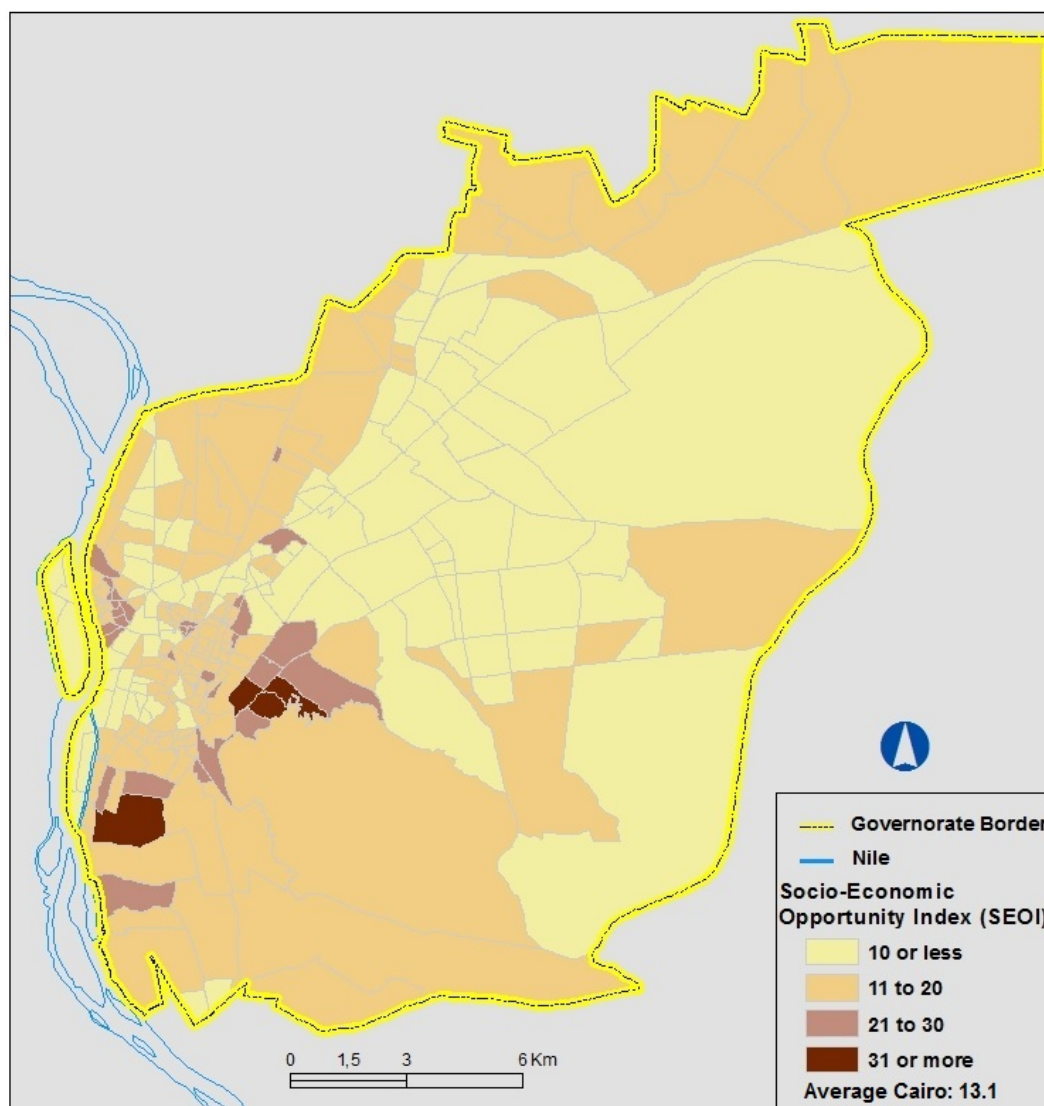 Governorate Border
Nile
Socio-Economic
Opportunity Index (SEOI)
10 or less
11 to 20
21 to 30
31 or more
Average Cairo: 13.1
0 1,5 3 6 Km